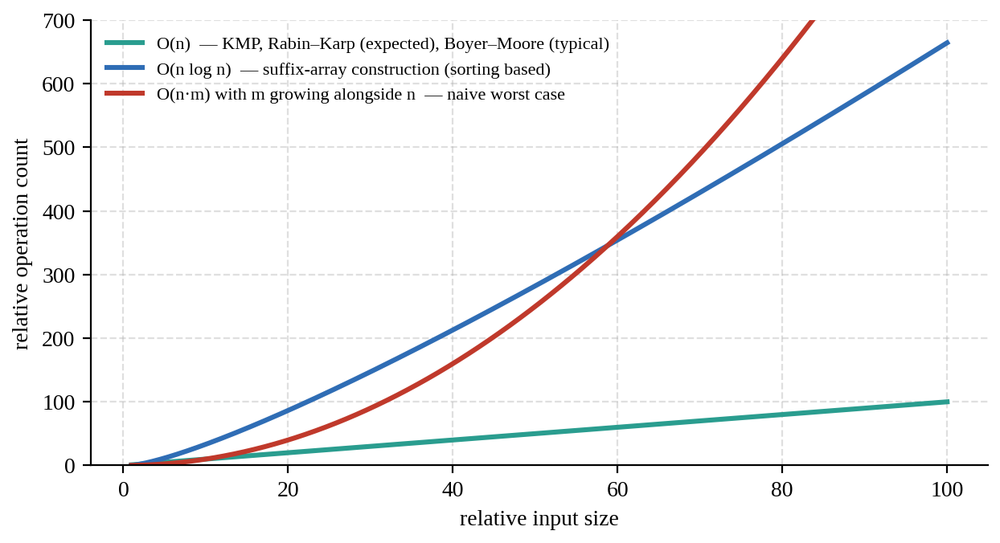 O(n)  — KMP, Rabin–Karp (expected), Boyer–Moore (typical)
O(n log n)  — suffix-array construction (sorting based)
O(n·m) with m growing alongside n  — naive worst case
relative operation count
700
600
500
400
300
200
100
0
0 20 40 60 80 100
relative input size